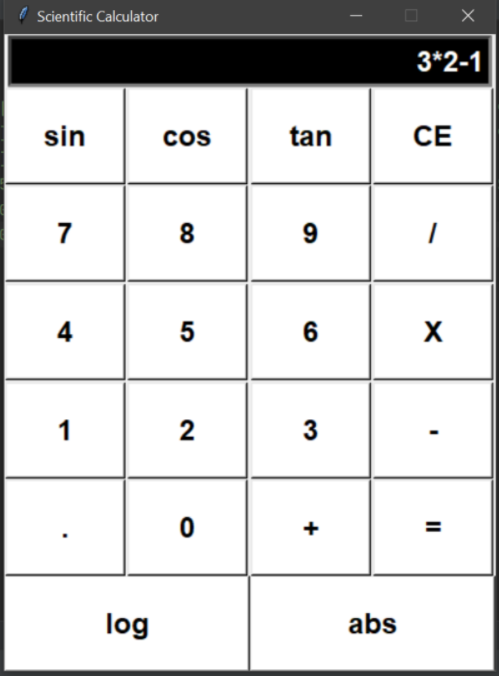 Scientific Calculator
3*2-1
sin cos tan CE
7 8 9 /
4 5 6 X
1 2 3 -
. 0 + =
log abs